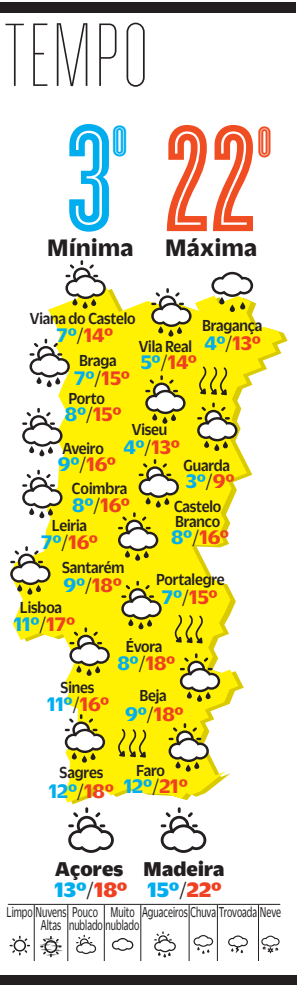 TEMPO
3º 22º
Mínima Máxima
Viana do Castelo
7º/14º
Bragança
4º/13º
Vila Real
5º/14º
Braga
7º/15º
Porto
8º/15º
Viseu
4º/13º
Aveiro
9º/16º
Guarda
3º/9º
Coimbra
8º/16º
Castelo
Branco
8º/16º
Leiria
7º/16º
Santarém
9º/18º
Portalegre
7º/15º
Lisboa
11º/17º
Évora
8º/18º
Sines
11º/16º
Beja
9º/18º
Sagres
12º/18º
Faro
12º/21º
Açores Madeira
13º/18º 15º/22º
Limpo
Nuvens
Altas
Pouco
nublado
Muito
nublado
Aguaceiros
Chuva
Trovoada
Neve